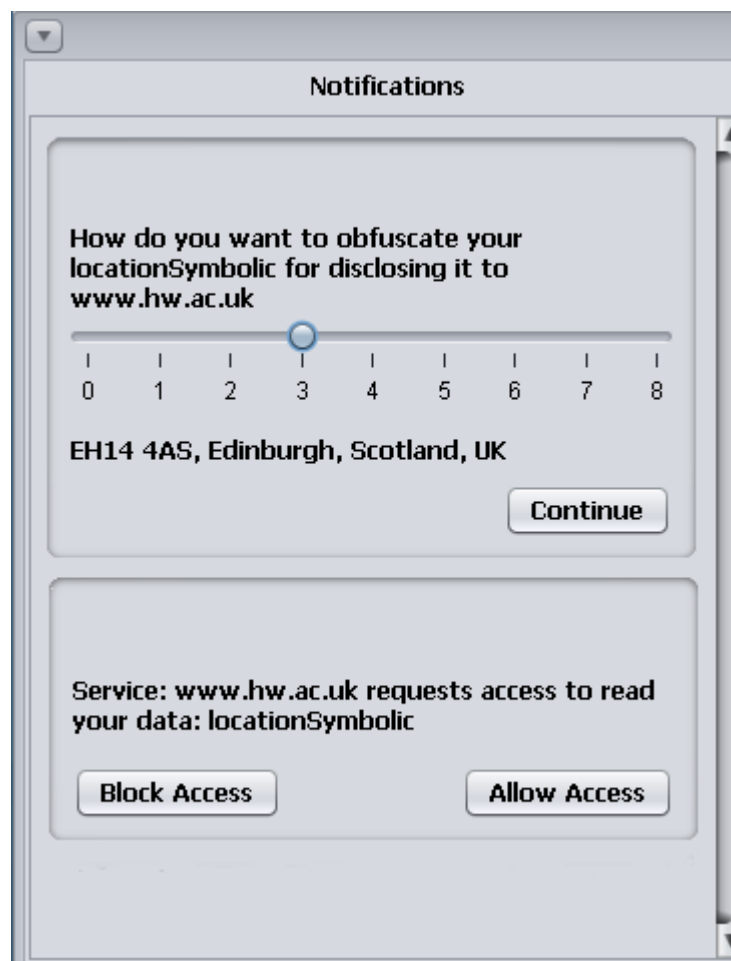 Notifications
How do you want to obfuscate your
locationSymbolic for disclosing it to
www.hw.ac.uk
0 1 2 3 4 5 6 7 8
EH14 4AS, Edinburgh, Scotland, UK
Continue
Service: www.hw.ac.uk requests access to read
your data: locationSymbolic
Block Access Allow Access